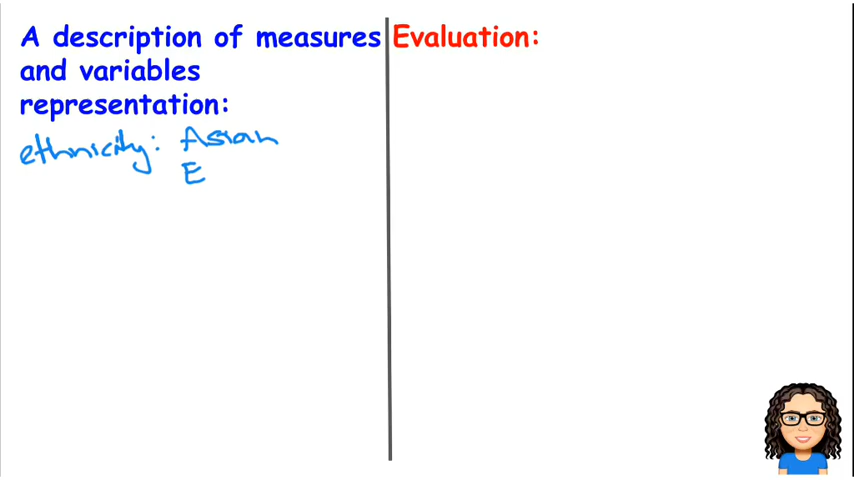 A description of measures
and variables
representation:
ethnicity: Asian
E
Evaluation: